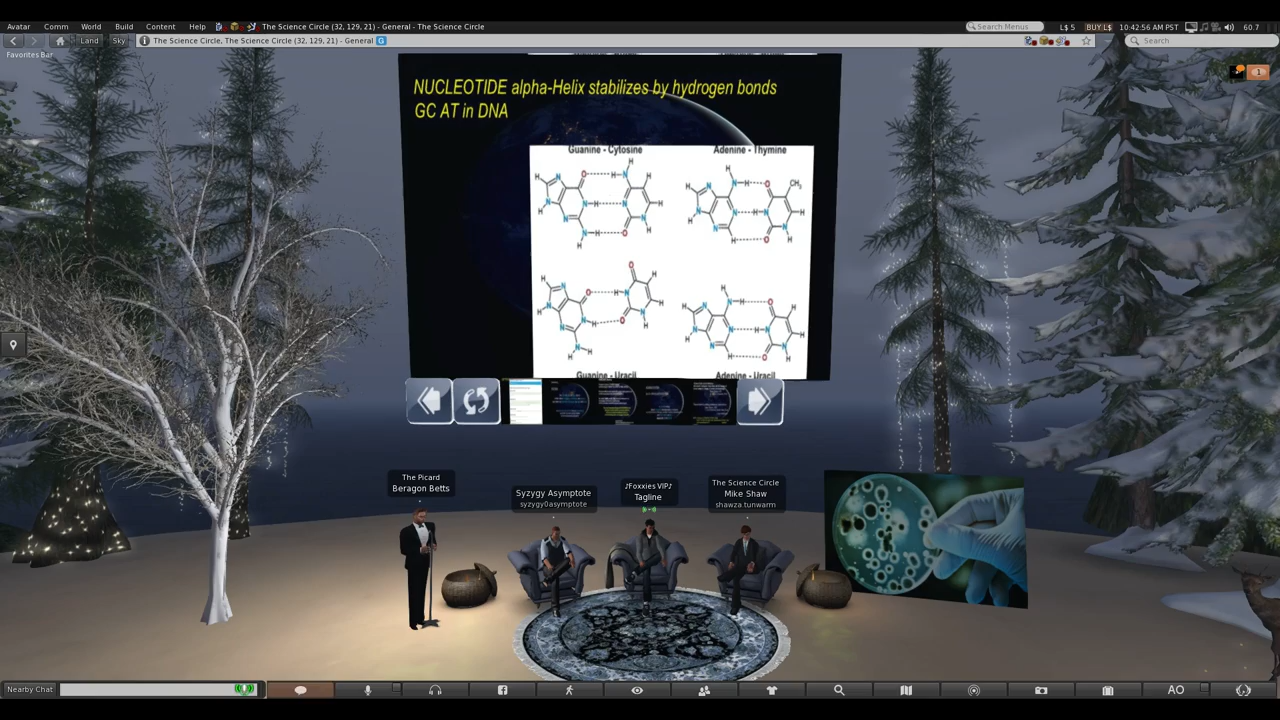 Avatar Comm World Build Content Help The Science Circle (32, 129, 21) - General - The Science Circle Search Menus L$ 5 BUY L$ 10:42:56 AM PST 60.7
Land Sky The Science Circle, The Science Circle (32, 129, 21) - General G Search
Favorites Bar
1
NUCLEOTIDE alpha-Helix stabilizes by hydrogen bonds
GC AT in DNA
Guanine - Cytosine Adenine - Thymine
Guanine - Uracil Adenine - Uracil
The Picard
Beragon Betts
Syzygy Asymptote
syzygy0asymptote
♪Foxxies VIP♪
Tagline
The Science Circle
Mike Shaw
shawza.tunwarm
Nearby Chat AO